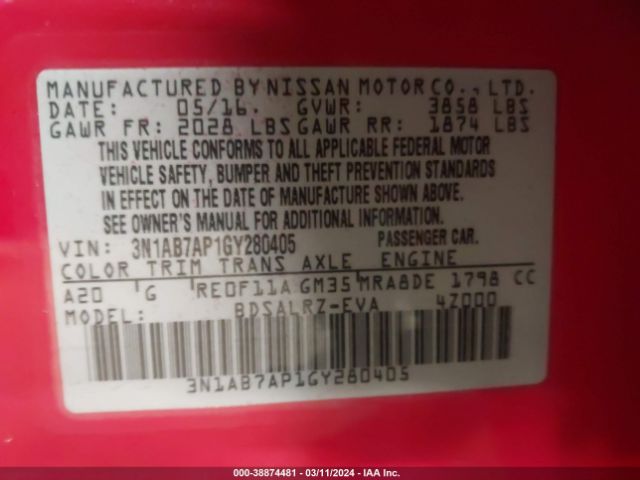 MANUFACTURED BY NISSAN MOTOR CO., LTD.
DATE: 05/16. GVWR: 3858 LBS
GAWR FR: 2028 LBS GAWR RR: 1874 LBS
THIS VEHICLE CONFORMS TO ALL APPLICABLE FEDERAL MOTOR
VEHICLE SAFETY, BUMPER AND THEFT PREVENTION STANDARDS
IN EFFECT ON THE DATE OF MANUFACTURE SHOWN ABOVE.
SEE OWNER'S MANUAL FOR ADDITIONAL INFORMATION.
VIN: 3N1AB7AP1GY280405 PASSENGER CAR.
COLOR TRIM TRANS AXLE ENGINE
A20 G RE0F11A GM35 MRA8DE 1798 CC
MODEL: BDSALRZ-EVA 4Z000
3N1AB7AP1GY280405
000-38874481 - 03/11/2024 - IAA Inc.